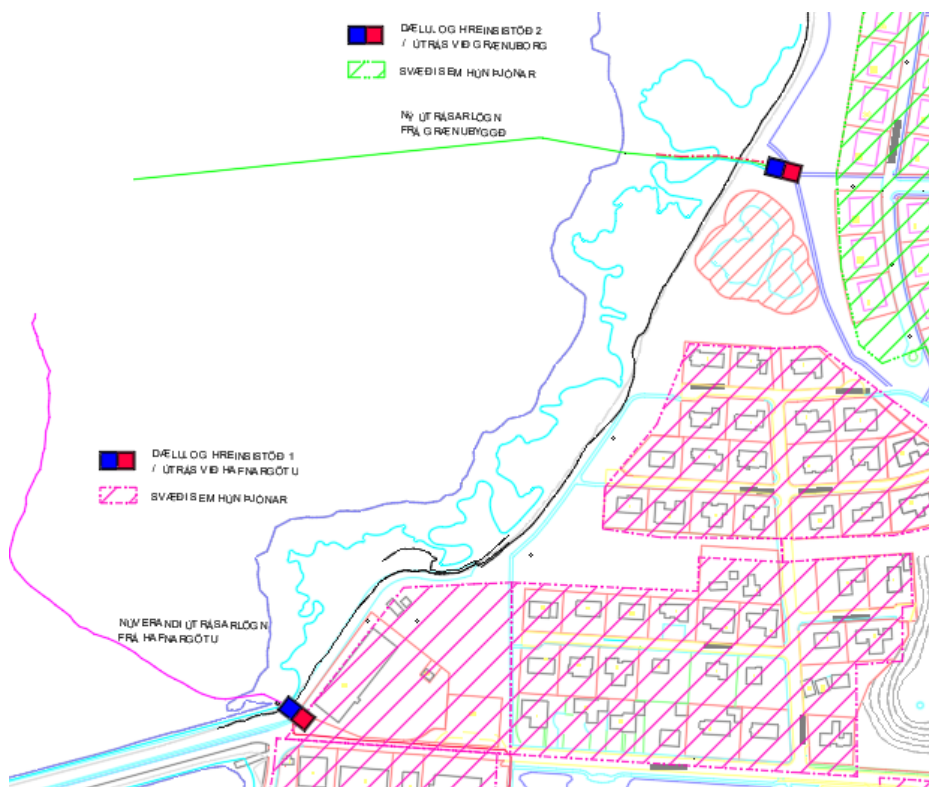 DÆLU OG HREINSISTÖÐ 2
/ ÚTRÁS VIÐ GRÆNUBORG
SVÆÐI SEM HÚN ÞJÓNAR
NÝ ÚTRÁSARLÖGN
FRÁ GRÆNUBYGGÐ
DÆLU OG HREINSISTÖÐ 1
/ ÚTRÁS VIÐ HAFNARGÖTU
SVÆÐI SEM HÚN ÞJÓNAR
NÚVERANDI ÚTRÁSARLÖGN
FRÁ HAFNARGÖTU